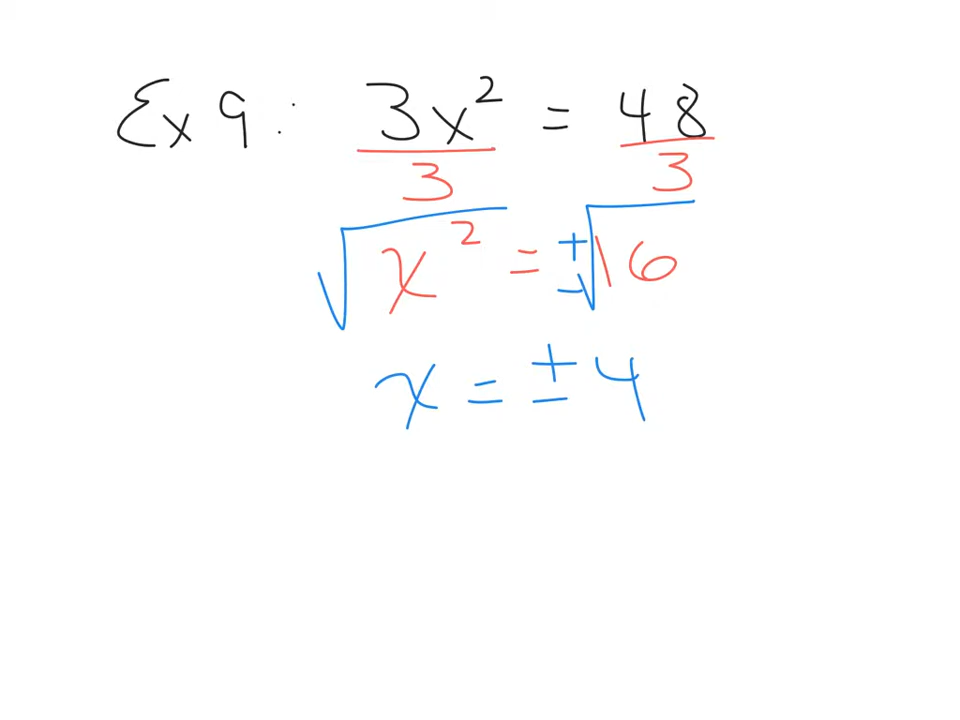 Ex 9: 3x² = 48
3 3
√x² = ±√16
x = ±4